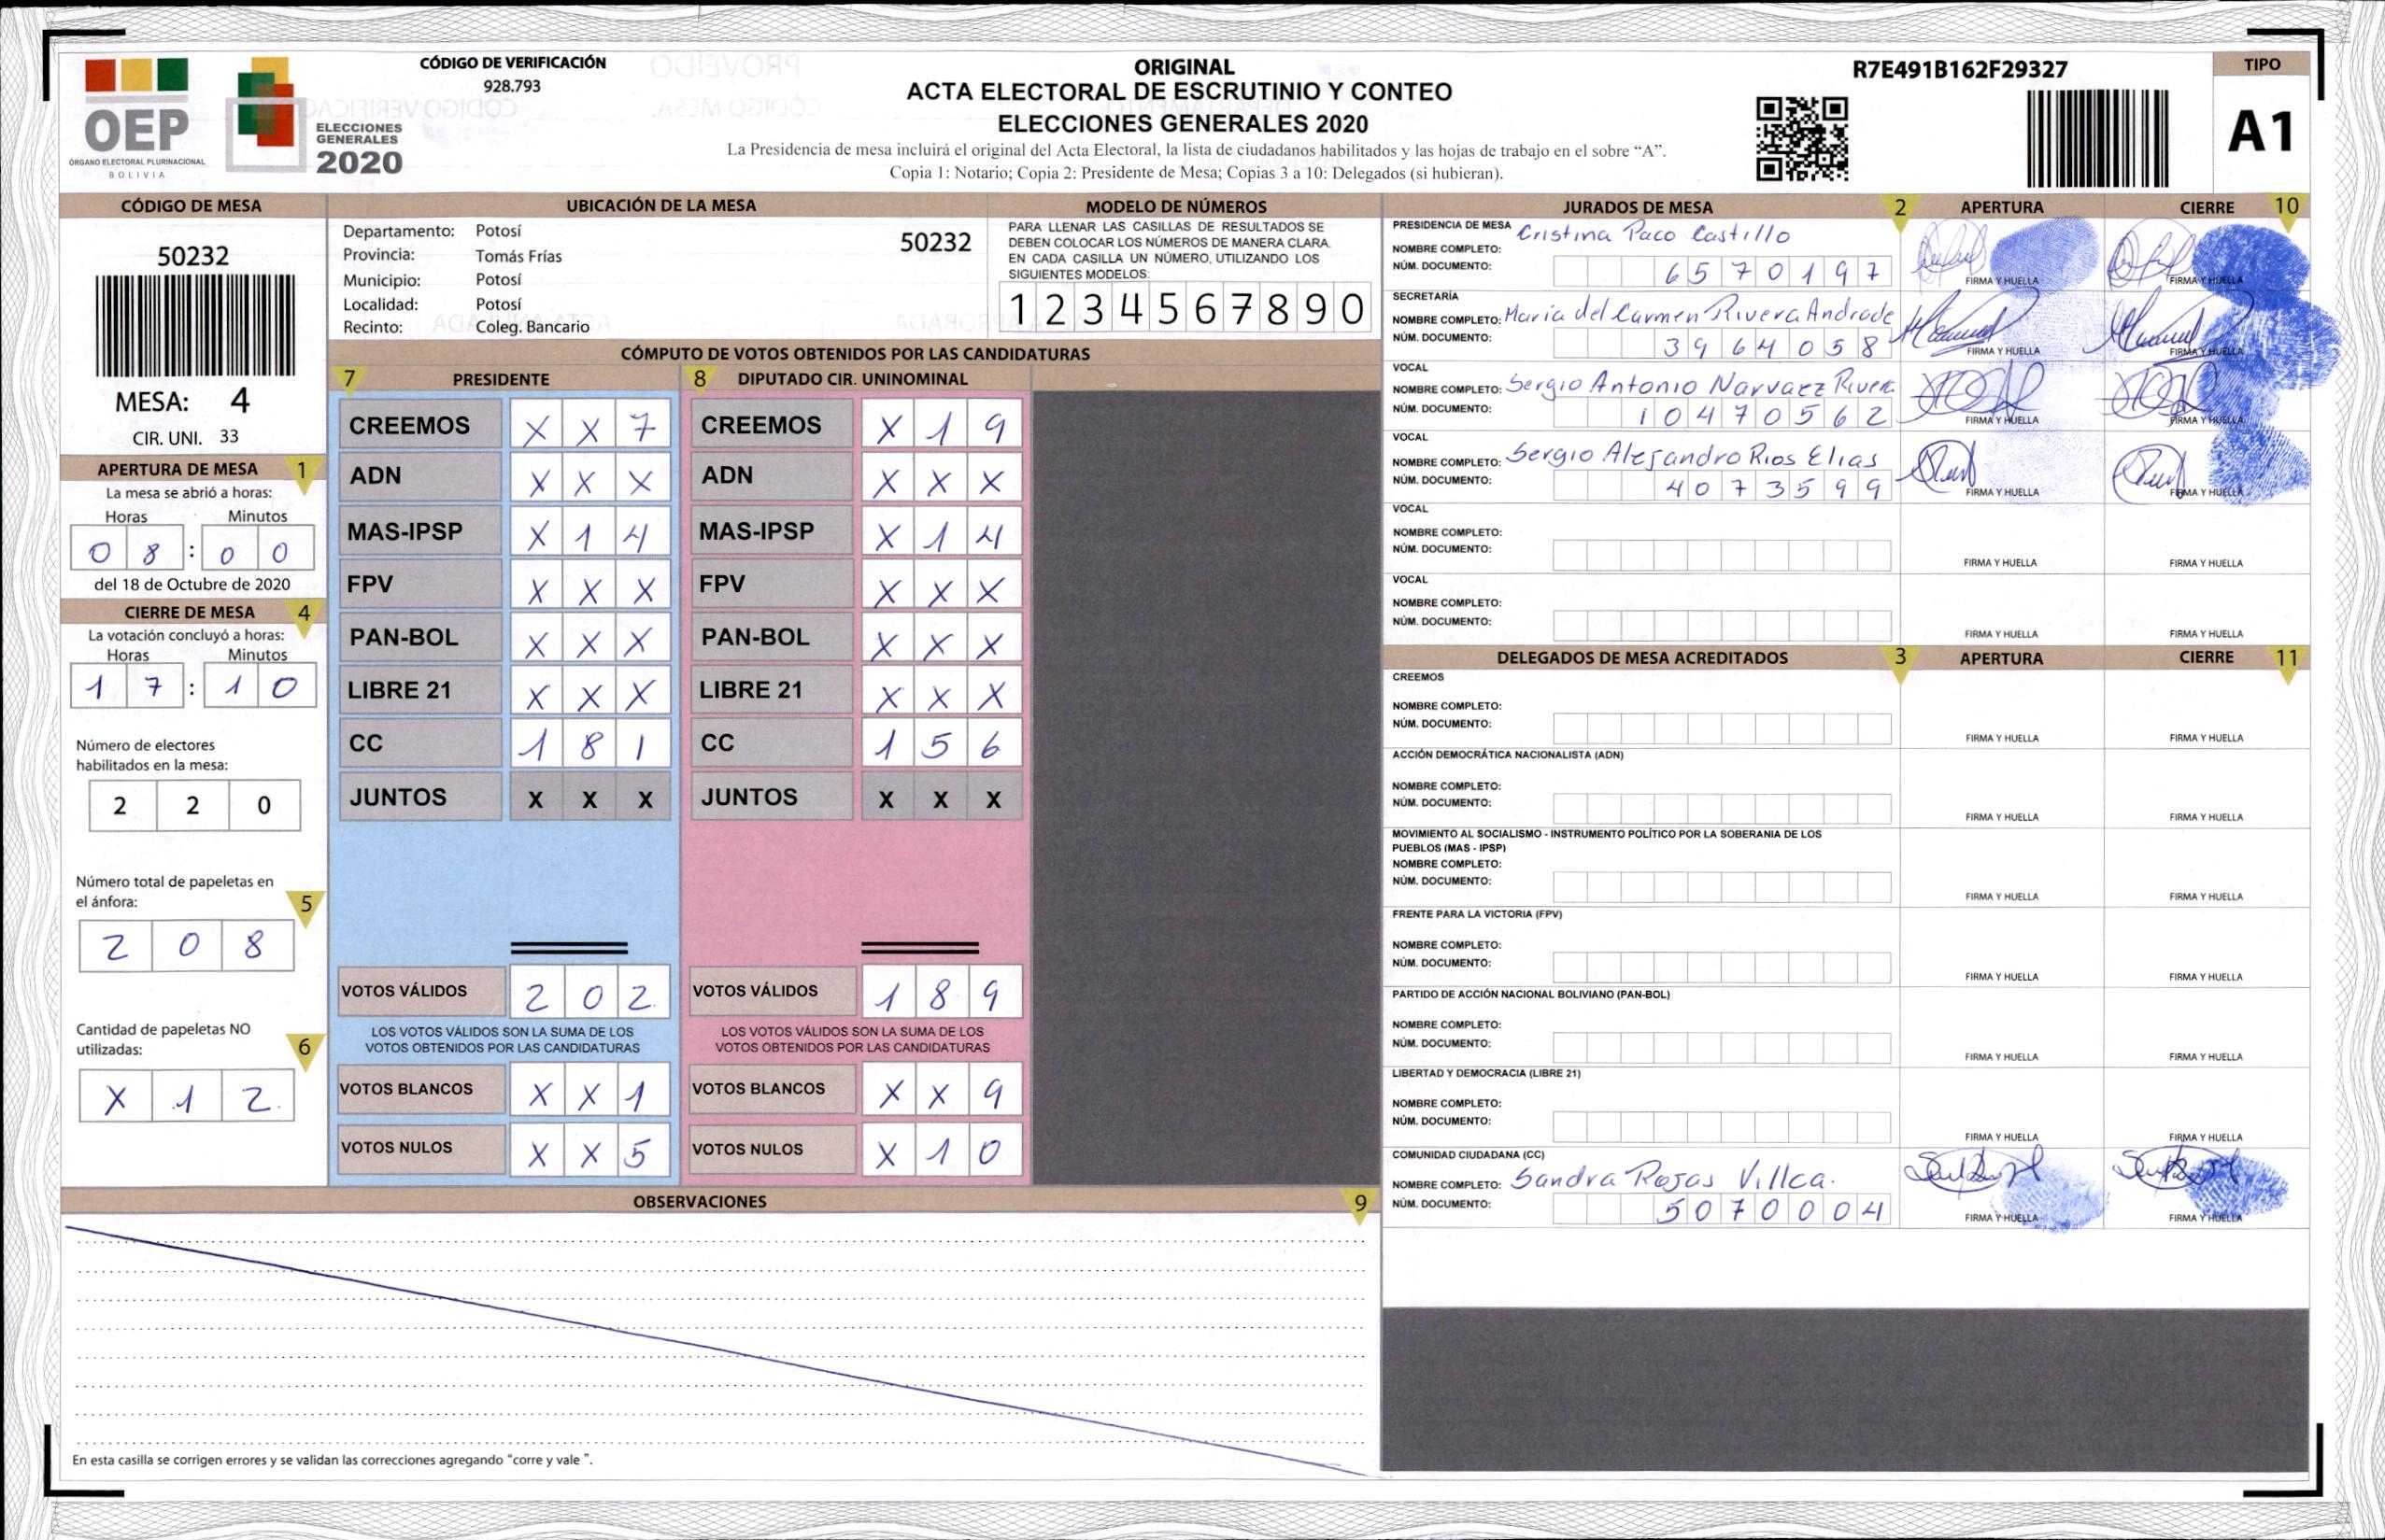 CÓDIGO DE VERIFICACIÓN
928.793
OEP
ÓRGANO ELECTORAL PLURINACIONAL
BOLIVIA
ELECCIONES
GENERALES
2020
ORIGINAL
ACTA ELECTORAL DE ESCRUTINIO Y CONTEO
ELECCIONES GENERALES 2020
La Presidencia de mesa incluirá el original del Acta Electoral, la lista de ciudadanos habilitados y las hojas de trabajo en el sobre “A”.
Copia 1: Notario; Copia 2: Presidente de Mesa; Copias 3 a 10: Delegados (si hubieran).
R7E491B162F29327
TIPO
A1
CÓDIGO DE MESA
50232
MESA: 4
CIR. UNI. 33
APERTURA DE MESA 1
La mesa se abrió a horas:
Horas Minutos
0 8 : 0 0
del 18 de Octubre de 2020
CIERRE DE MESA 4
La votación concluyó a horas:
Horas Minutos
1 7 : 1 0
Número de electores
habilitados en la mesa:
2 2 0
Número total de papeletas en
el ánfora: 5
2 0 8
Cantidad de papeletas NO
utilizadas: 6
X 1 2
UBICACIÓN DE LA MESA
Departamento: Potosí
50232
Provincia: Tomás Frías
Municipio: Potosí
Localidad: Potosí
Recinto: Coleg. Bancario
MODELO DE NÚMEROS
PARA LLENAR LAS CASILLAS DE RESULTADOS SE
DEBEN COLOCAR LOS NÚMEROS DE MANERA CLARA.
EN CADA CASILLA UN NÚMERO, UTILIZANDO LOS
SIGUIENTES MODELOS:
1 2 3 4 5 6 7 8 9 0
CÓMPUTO DE VOTOS OBTENIDOS POR LAS CANDIDATURAS
7 PRESIDENTE
CREEMOS X X 7
ADN X X X
MAS-IPSP X 1 4
FPV X X X
PAN-BOL X X X
LIBRE 21 X X X
CC 1 8 1
JUNTOS X X X
VOTOS VÁLIDOS 2 0 2
LOS VOTOS VÁLIDOS SON LA SUMA DE LOS
VOTOS OBTENIDOS POR LAS CANDIDATURAS
VOTOS BLANCOS X X 1
VOTOS NULOS X X 5
8 DIPUTADO CIR. UNINOMINAL
CREEMOS X 1 9
ADN X X X
MAS-IPSP X 1 4
FPV X X X
PAN-BOL X X X
LIBRE 21 X X X
CC 1 5 6
JUNTOS X X X
VOTOS VÁLIDOS 1 8 9
LOS VOTOS VÁLIDOS SON LA SUMA DE LOS
VOTOS OBTENIDOS POR LAS CANDIDATURAS
VOTOS BLANCOS X X 9
VOTOS NULOS X 1 0
OBSERVACIONES 9
En esta casilla se corrigen errores y se validan las correcciones agregando “corre y vale ”.
JURADOS DE MESA 2 APERTURA CIERRE 10
PRESIDENCIA DE MESA
NOMBRE COMPLETO: Cristina Paco Castillo
NÚM. DOCUMENTO: 6 5 7 0 1 9 7
FIRMA Y HUELLA FIRMA Y HUELLA
SECRETARÍA
NOMBRE COMPLETO: Maria del Carmen Rivera Andrade
NÚM. DOCUMENTO: 3 9 6 4 0 5 8
FIRMA Y HUELLA FIRMA Y HUELLA
VOCAL
NOMBRE COMPLETO: Sergio Antonio Narvaez Rivera
NÚM. DOCUMENTO: 1 0 4 7 0 5 6 2
FIRMA Y HUELLA FIRMA Y HUELLA
VOCAL
NOMBRE COMPLETO: Sergio Alejandro Rios Elias
NÚM. DOCUMENTO: 4 0 7 3 5 9 9
FIRMA Y HUELLA FIRMA Y HUELLA
VOCAL
NOMBRE COMPLETO:
NÚM. DOCUMENTO:
FIRMA Y HUELLA FIRMA Y HUELLA
VOCAL
NOMBRE COMPLETO:
NÚM. DOCUMENTO:
FIRMA Y HUELLA FIRMA Y HUELLA
DELEGADOS DE MESA ACREDITADOS 3 APERTURA CIERRE 11
CREEMOS
NOMBRE COMPLETO:
NÚM. DOCUMENTO:
FIRMA Y HUELLA FIRMA Y HUELLA
ACCIÓN DEMOCRÁTICA NACIONALISTA (ADN)
NOMBRE COMPLETO:
NÚM. DOCUMENTO:
FIRMA Y HUELLA FIRMA Y HUELLA
MOVIMIENTO AL SOCIALISMO - INSTRUMENTO POLÍTICO POR LA SOBERANIA DE LOS
PUEBLOS (MAS - IPSP)
NOMBRE COMPLETO:
NÚM. DOCUMENTO:
FIRMA Y HUELLA FIRMA Y HUELLA
FRENTE PARA LA VICTORIA (FPV)
NOMBRE COMPLETO:
NÚM. DOCUMENTO:
FIRMA Y HUELLA FIRMA Y HUELLA
PARTIDO DE ACCIÓN NACIONAL BOLIVIANO (PAN-BOL)
NOMBRE COMPLETO:
NÚM. DOCUMENTO:
FIRMA Y HUELLA FIRMA Y HUELLA
LIBERTAD Y DEMOCRACIA (LIBRE 21)
NOMBRE COMPLETO:
NÚM. DOCUMENTO:
FIRMA Y HUELLA FIRMA Y HUELLA
COMUNIDAD CIUDADANA (CC)
NOMBRE COMPLETO: Sandra Rojas Villca.
NÚM. DOCUMENTO: 5 0 7 0 0 0 4
FIRMA Y HUELLA FIRMA Y HUELLA